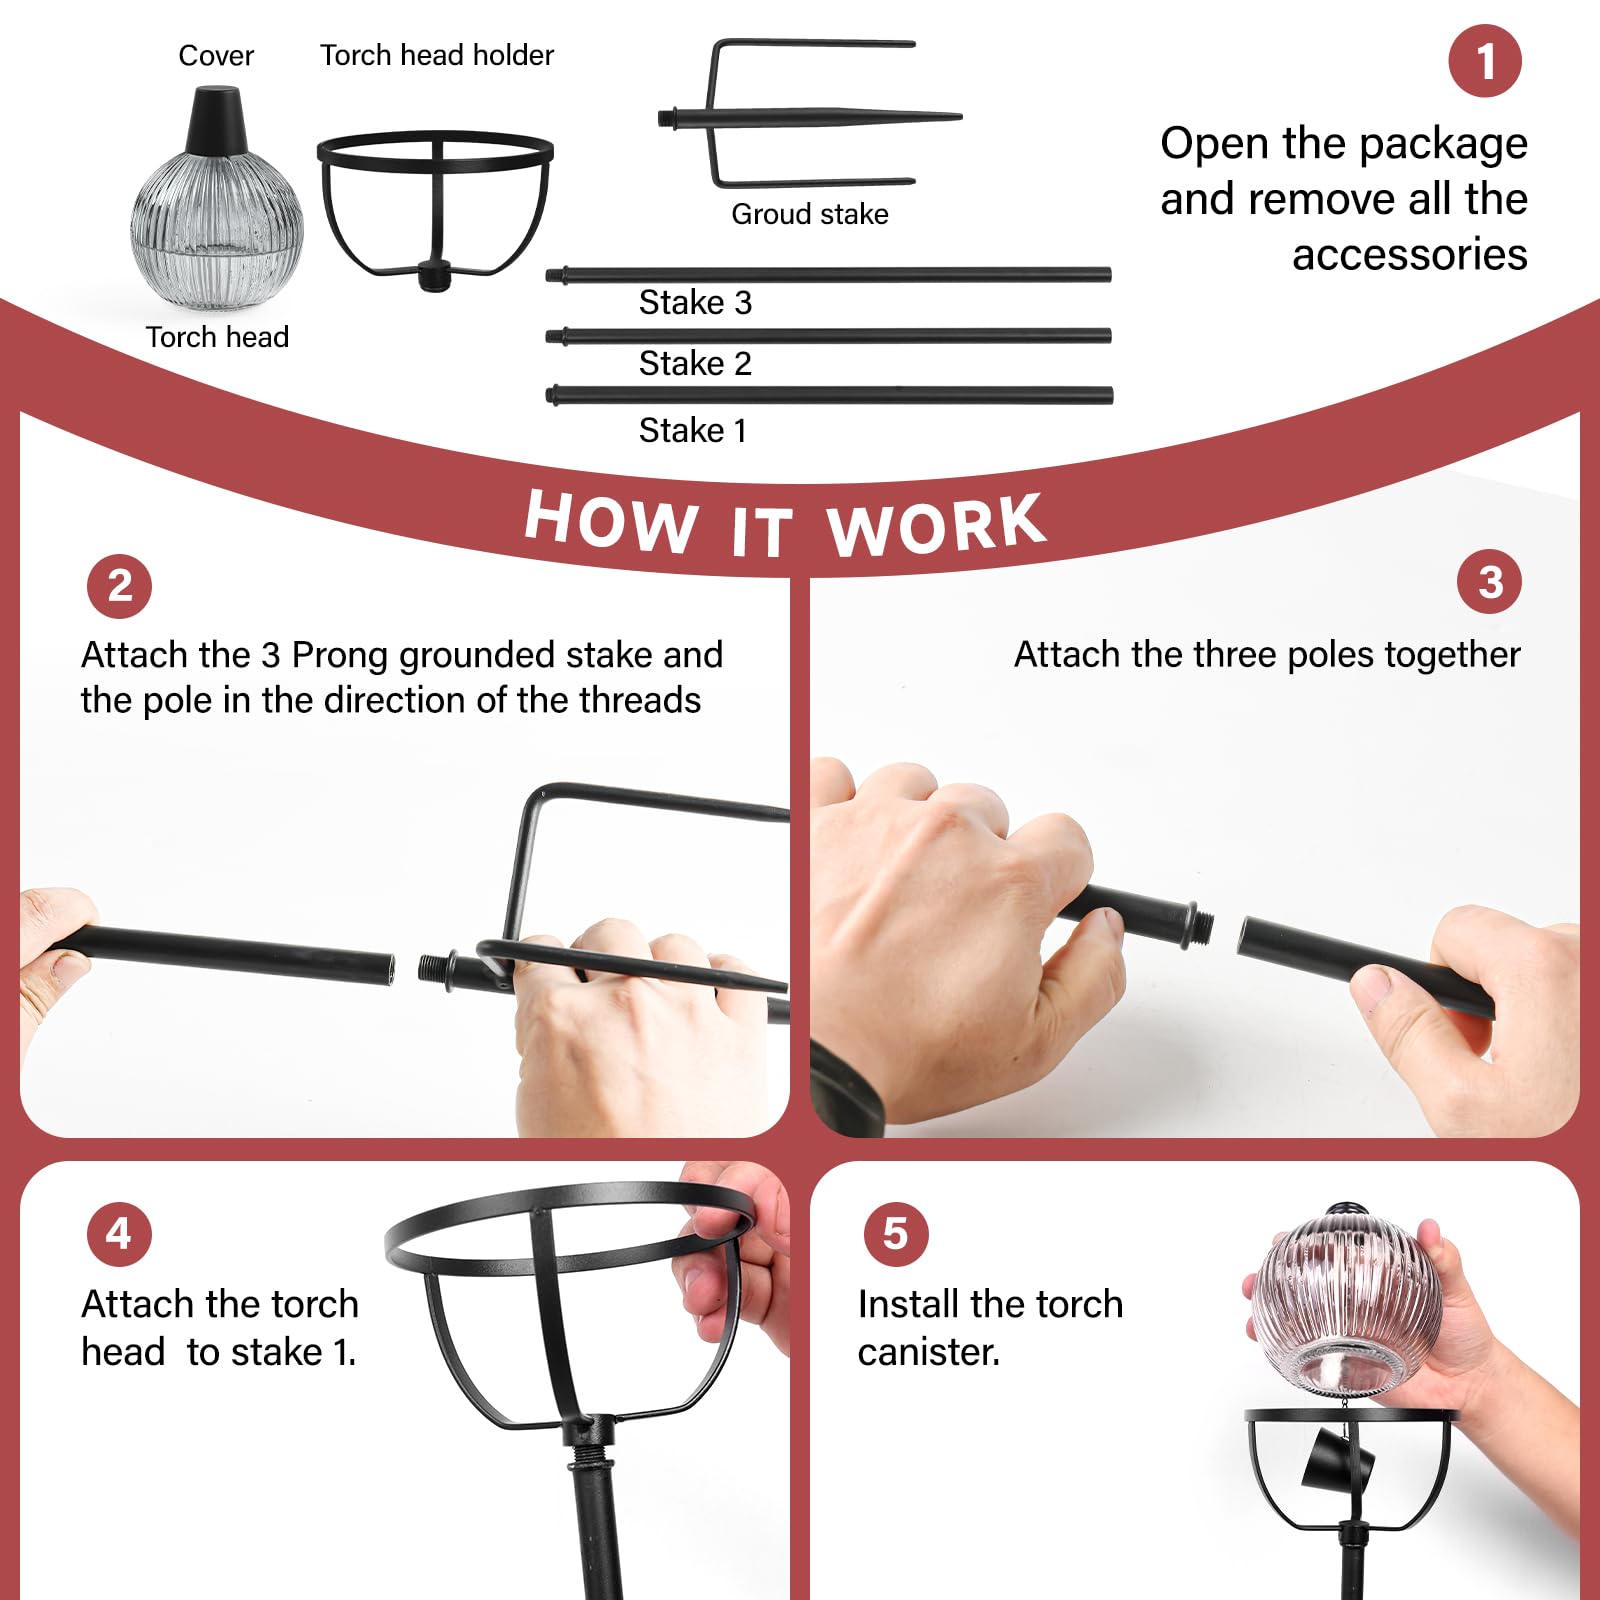 Cover
Torch head holder
Torch head
Groud stake
Stake 3
Stake 2
Stake 1
1
Open the package
and remove all the
accessories
HOW IT WORK
2
Attach the 3 Prong grounded stake and
the pole in the direction of the threads
3
Attach the three poles together
4
Attach the torch
head  to stake 1.
5
Install the torch
canister.